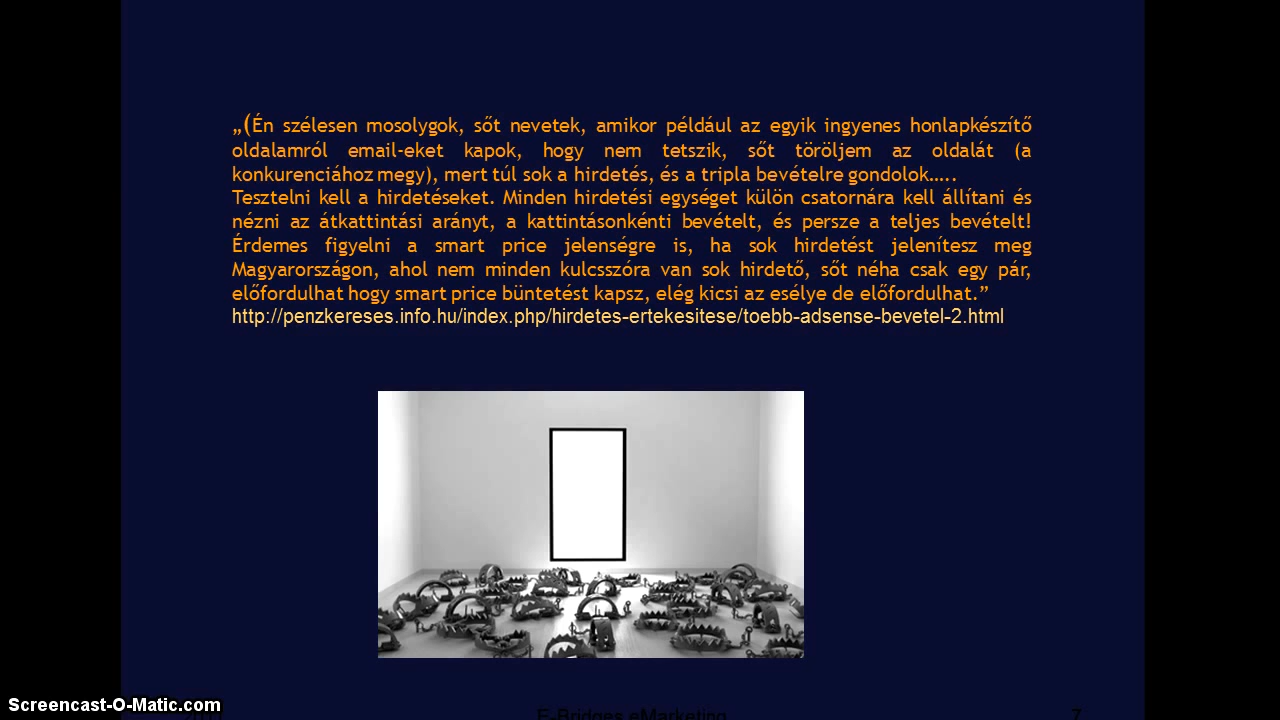 „(Én szélesen mosolygok, sőt nevetek, amikor például az egyik ingyenes honlapkészítő
oldalamról email-eket kapok, hogy nem tetszik, sőt töröljem az oldalát (a
konkurenciához megy), mert túl sok a hirdetés, és a tripla bevételre gondolok.....
Tesztelni kell a hirdetéseket. Minden hirdetési egységet külön csatornára kell állítani és
nézni az átkattintási arányt, a kattintásonkénti bevételt, és persze a teljes bevételt!
Érdemes figyelni a smart price jelenségre is, ha sok hirdetést jelenítesz meg
Magyarországon, ahol nem minden kulcsszóra van sok hirdető, sőt néha csak egy pár,
előfordulhat hogy smart price büntetést kapsz, elég kicsi az esélye de előfordulhat.”
http://penzkereses.info.hu/index.php/hirdetes-ertekesitese/toebb-adsense-bevetel-2.html
Screencast-O-Matic.com
E-Bridges eMarketing
7